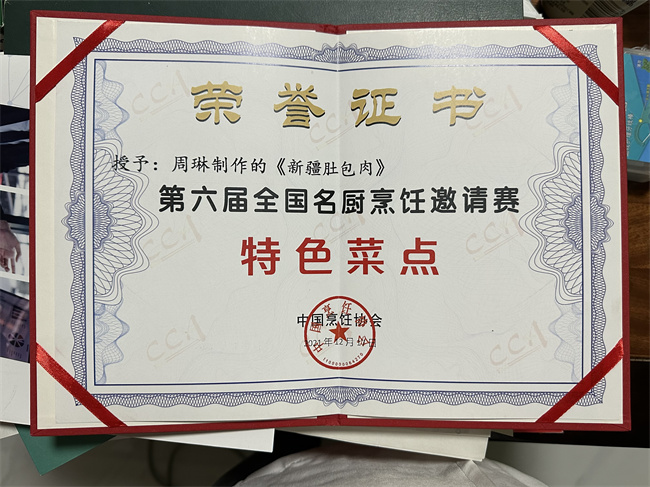 荣誉证书
授予：周琳制作的《新疆肚包肉》
第六届全国名厨烹饪邀请赛
特色菜点
中国烹饪协会